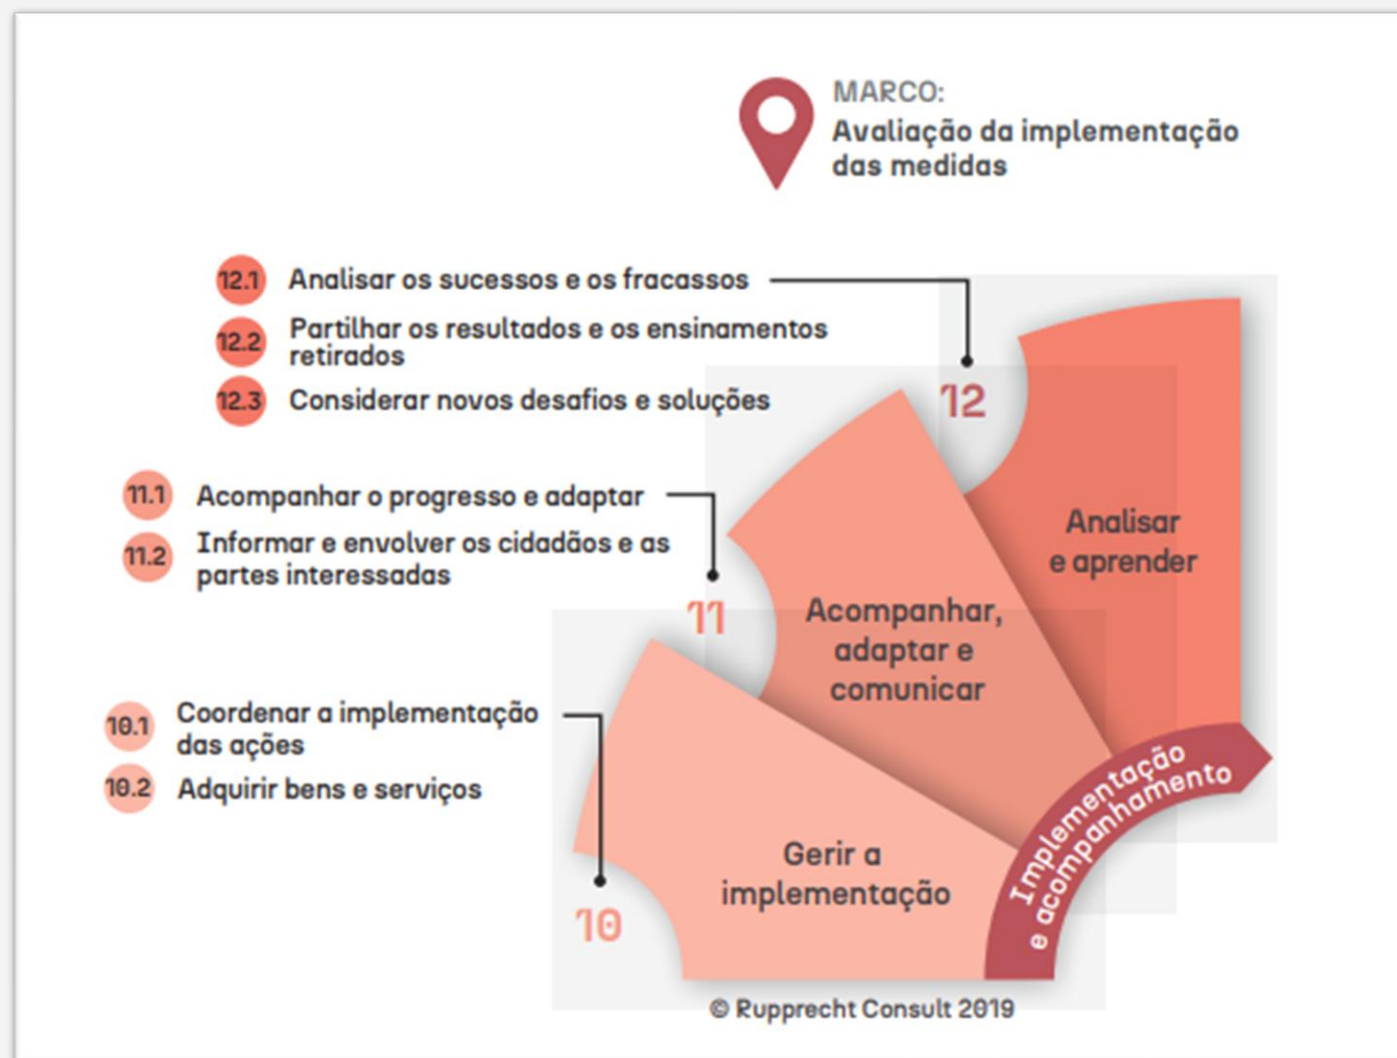 MARCO:
Avaliação da implementação
das medidas
12.1 Analisar os sucessos e os fracassos
12.2 Partilhar os resultados e os ensinamentos
retirados
12.3 Considerar novos desafios e soluções
12
Analisar
e aprender
11.1 Acompanhar o progresso e adaptar
11.2 Informar e envolver os cidadãos e as
partes interessadas
11
Acompanhar,
adaptar e
comunicar
10.1 Coordenar a implementação
das ações
10.2 Adquirir bens e serviços
10
Gerir a
implementação
Implementação
e acompanhamento
© Rupprecht Consult 2019